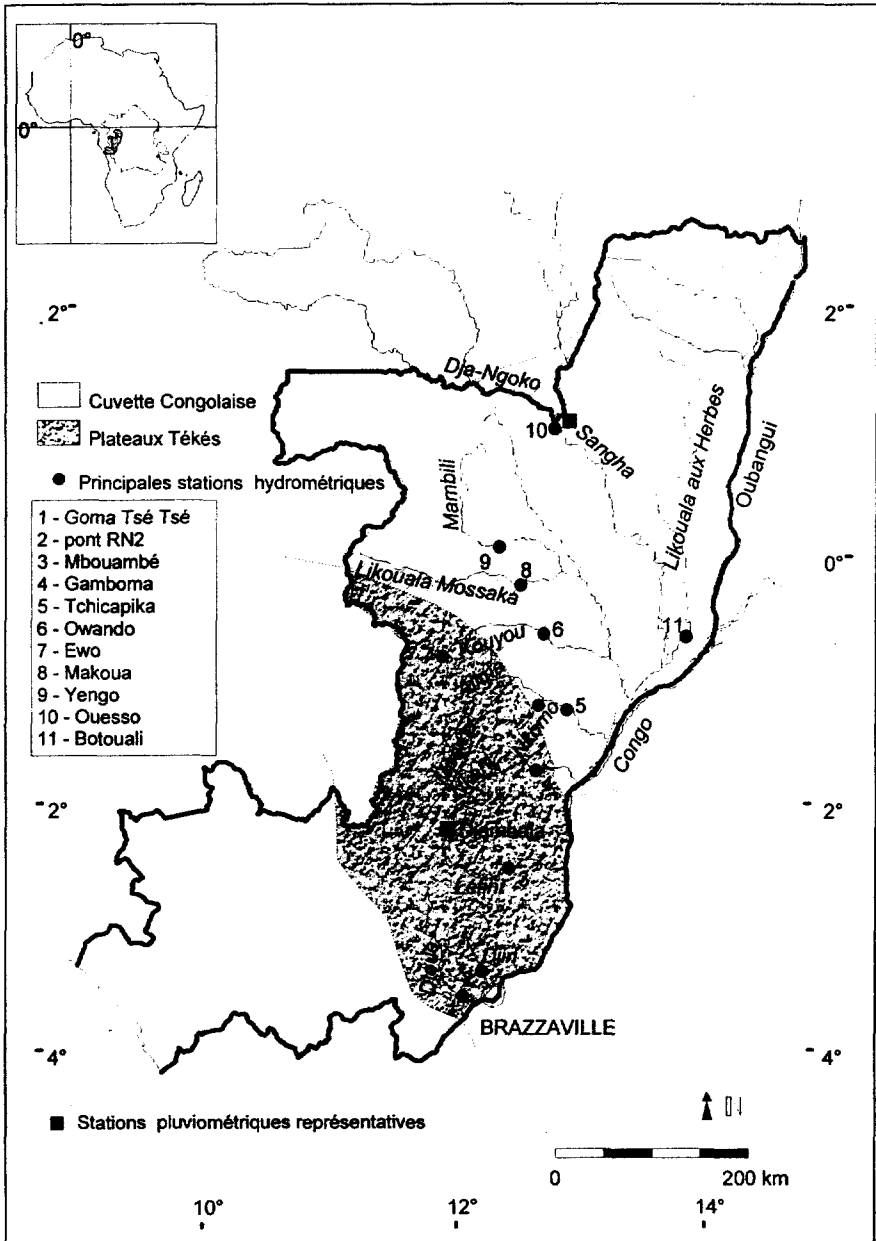 0°
0°
2°
2°
Dja-Ngoko
Cuvette Congolaise
Plateaux Tékés
10
Sangha
Principales stations hydrométriques
Mambili
Likouala aux Herbes
Oubangui
1 - Goma Tsé Tsé
2 - pont RN2
3 - Mbouambé
4 - Gamboma
5 - Tchicapika
6 - Owando
7 - Ewo
8 - Makoua
9 - Yengo
10 - Ouesso
11 - Botouali
0°
9
8
Likouala Mossaka
6
11
Kouyou
5
Congo
2°
2°
Djiri
BRAZZAVILLE
4°
4°
Stations pluviométriques représentatives
0
200 km
10°
12°
14°